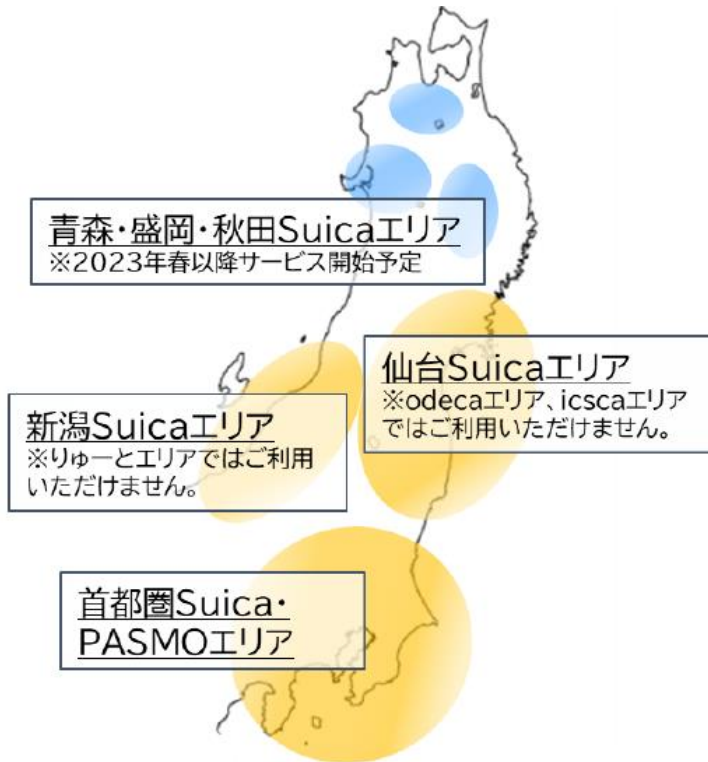 青森・盛岡・秋田Suicaエリア
※2023年春以降サービス開始予定
仙台Suicaエリア
※odecaエリア、icscaエリア
ではご利用いただけません。
新潟Suicaエリア
※りゅーとエリアではご利用
いただけません。
首都圏Suica・
PASMOエリア